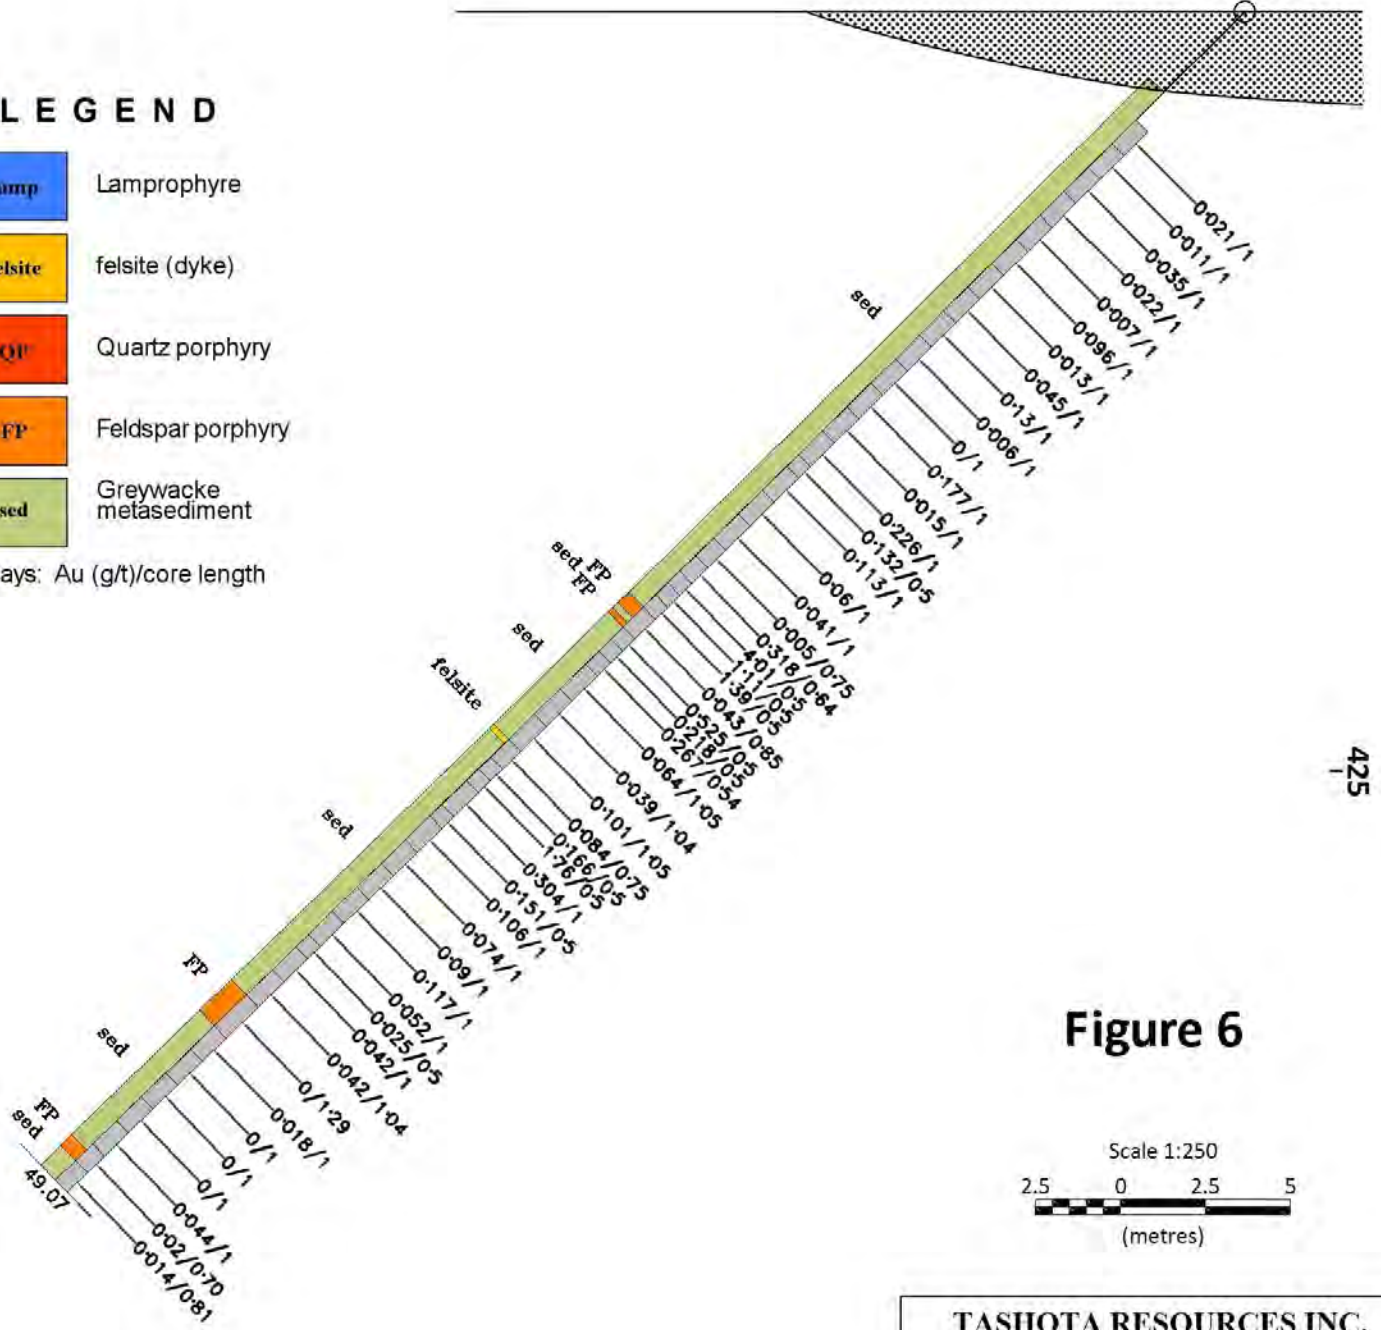 LEGEND
amp
Lamprophyre
elsite
felsite (dyke)
QP
Quartz porphyry
FP
Feldspar porphyry
sed
Greywacke
metasediment
ays: Au (g/t)/core length
sed
FP
sed
FP
sed
felsite
sed
FP
sed
FP
sed
49.07
0·021/1
0·011/1
0·035/1
0·022/1
0·007/1
0·096/1
0·013/1
0·045/1
0·13/1
0·006/1
0/1
0·177/1
0·015/1
0·226/1
0·132/0·5
0·113/1
0·06/1
0·041/1
0·005/0·75
0·318/0·64
4·01/0·5
1·11/0·5
1·39/0·5
0·043/0·85
0·525/0·5
0·218/0·5
0·267/0·54
0·064/1·05
0·039/1·04
0·101/1·05
0·084/0·75
0·166/0·5
1·76/0·5
0·304/1
0·151/0·5
0·106/1
0·074/1
0·09/1
0·117/1
0·052/1
0·025/0·5
0·042/1
0·042/1·04
0/1·29
0·018/1
0/1
0/1
0/1
0·044/1
0·02/0·70
0·014/0·81
425
Figure 6
Scale 1:250
2.5 0 2.5 5
(metres)
TASHOTA RESOURCES INC.